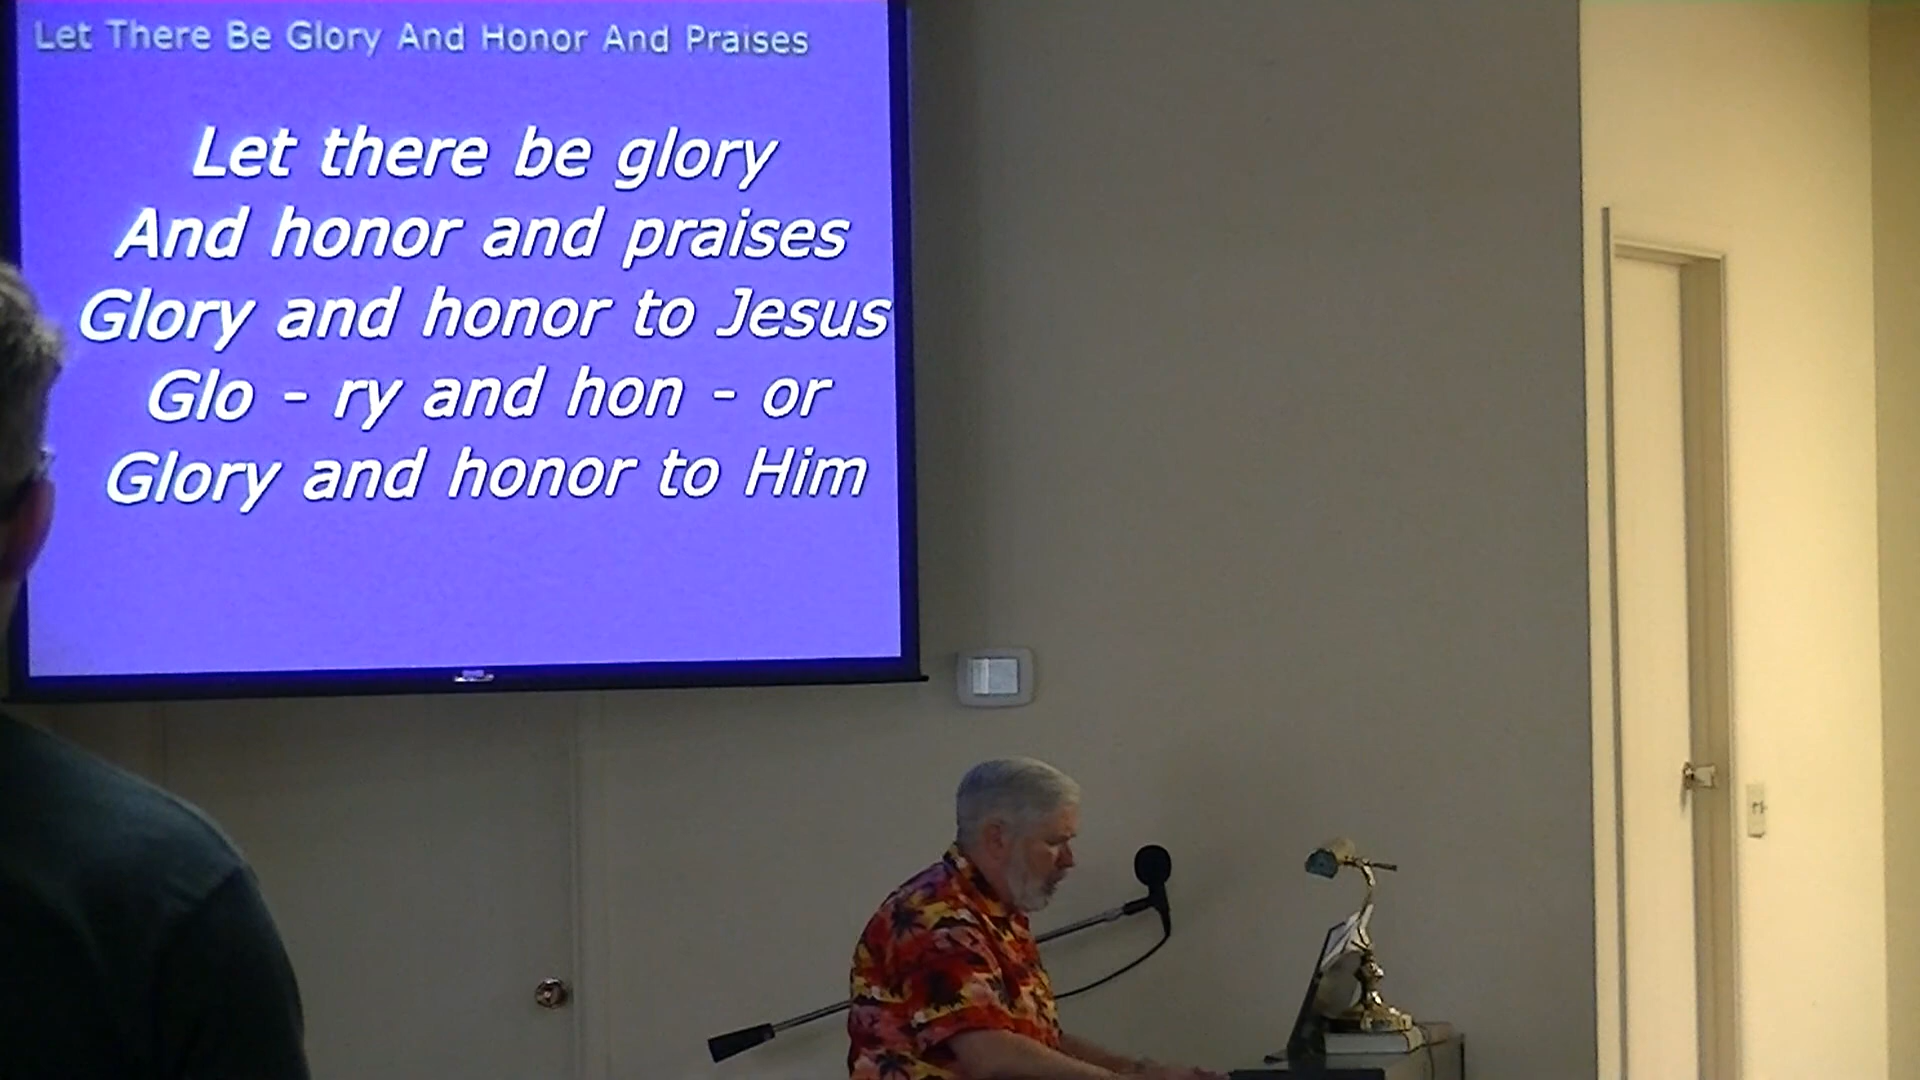 Let There Be Glory And Honor And Praises
Let there be glory
And honor and praises
Glory and honor to Jesus
Glo - ry and hon - or
Glory and honor to Him